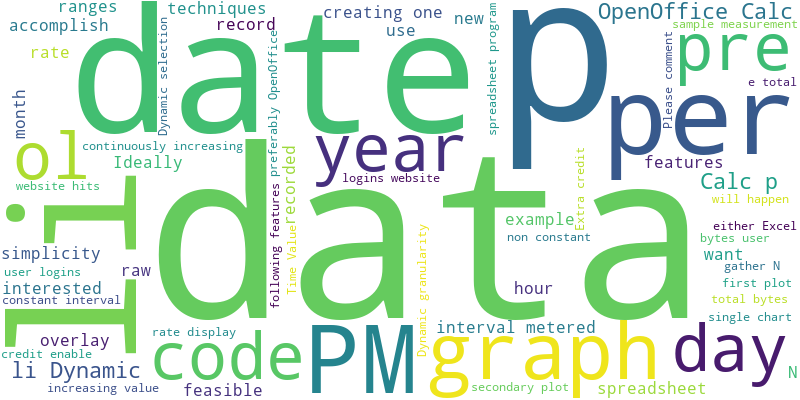 ranges
techniques
creating one
OpenOffice Calc
accomplish
record
use
new
sample measurement
rate
date
p
pre
Dynamic selection
preferably OpenOffice
spreadsheet program
Please comment
e total
month
continuously increasing
year
per
ol
Ideally
logins website
features
website hits
recorded
Calc p
li
data
example
Extra credit
will happen
simplicity
following features
Time Value
non constant
either Excel
bytes user
user logins
raw
Dynamic granularity
want
gather N
interested
hour
first plot
constant interval
total bytes
overlay
rate display
code
PM
interval metered
graph
single chart
day
credit enable
li Dynamic
N
increasing value
feasible
secondary plot
spreadsheet